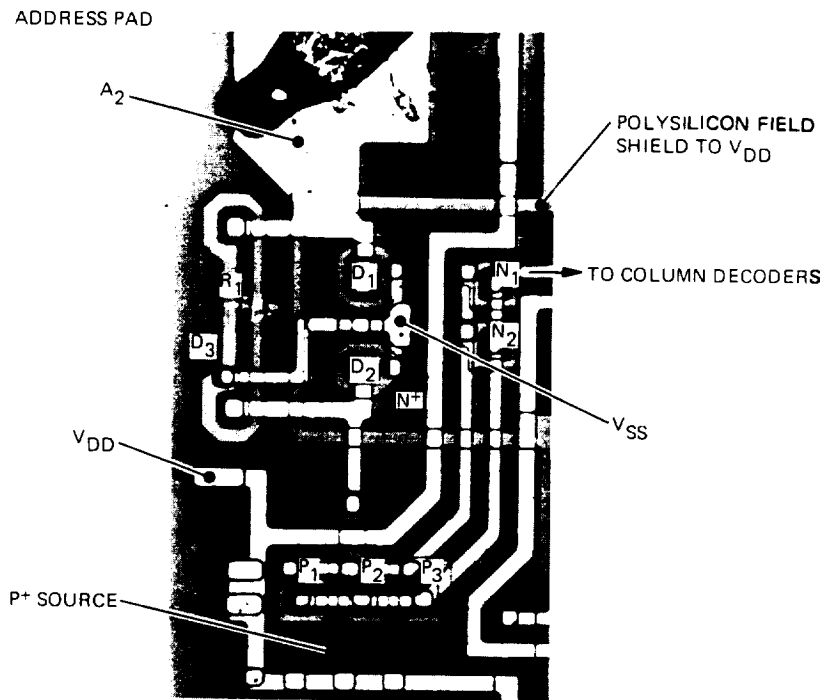 ADDRESS PAD
A2
POLYSILICON FIELD
SHIELD TO VDD
D1
N1
TO COLUMN DECODERS
R1
D3
N2
D2
N+
VSS
VDD
P1
P2
P3
P+ SOURCE